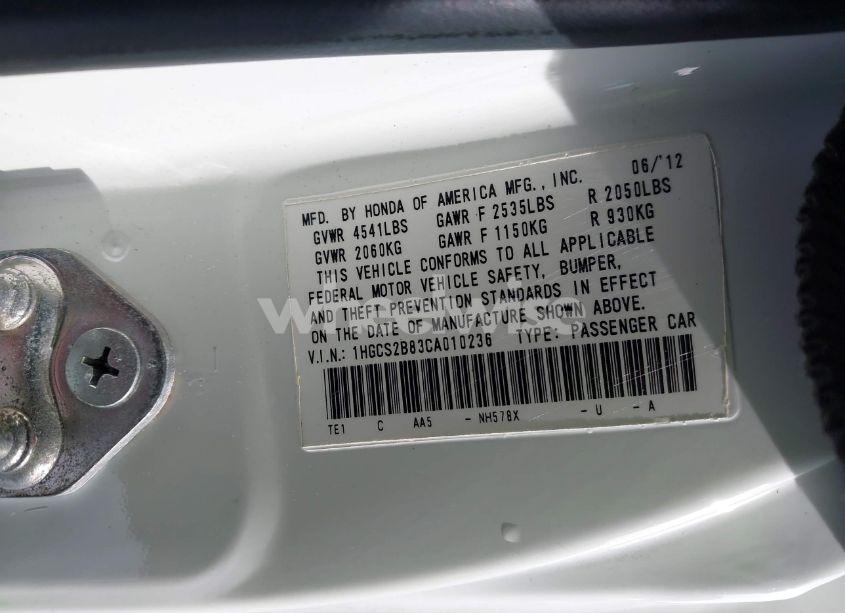 MFD. BY HONDA OF AMERICA MFG., INC. 06/'12
GVWR 4541LBS GAWR F 2535LBS R 2050LBS
GVWR 2060KG GAWR F 1150KG R 930KG
THIS VEHICLE CONFORMS TO ALL APPLICABLE
FEDERAL MOTOR VEHICLE SAFETY, BUMPER,
AND THEFT PREVENTION STANDARDS IN EFFECT
ON THE DATE OF MANUFACTURE SHOWN ABOVE.
V.I.N.: 1HGCS2B83CA010236 TYPE: PASSENGER CAR
TE1 C AA5 - NH578X - U - A
wheelwise